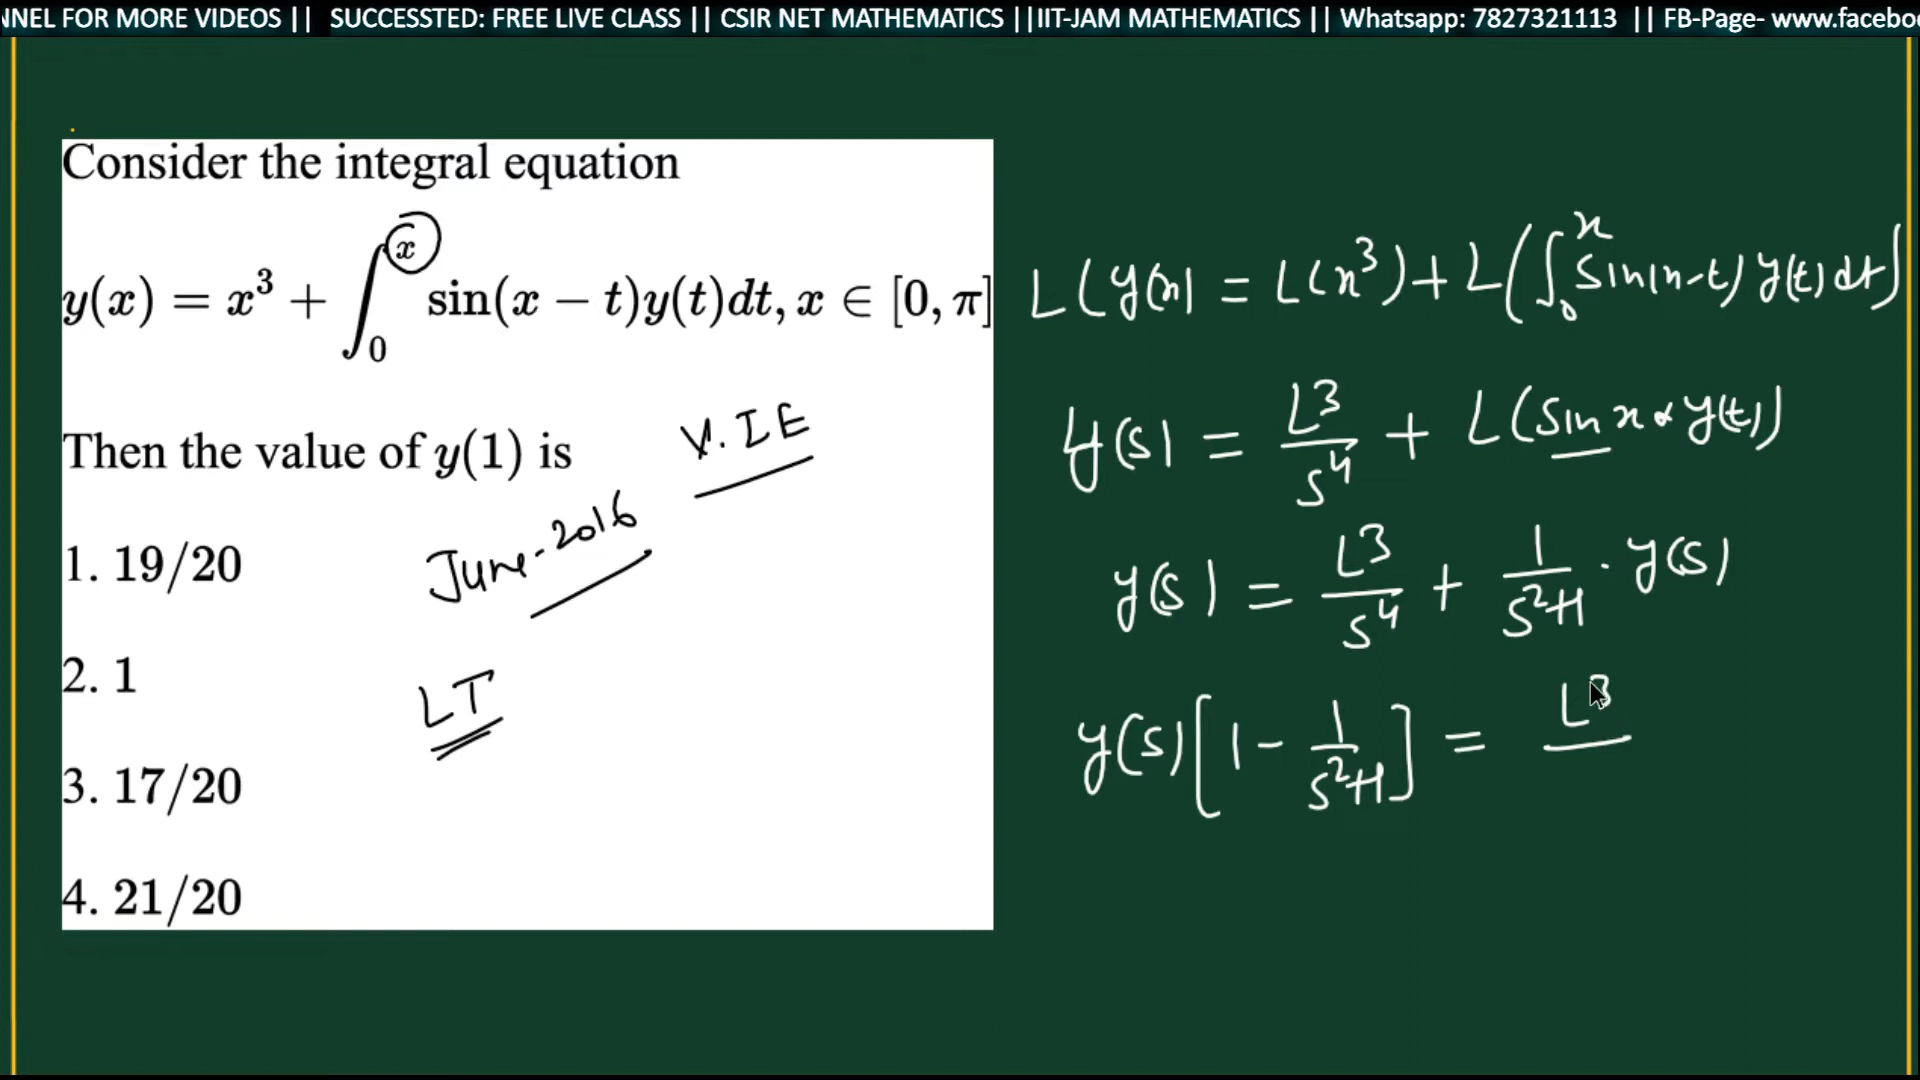 NNEL FOR MORE VIDEOS || SUCCESSTED: FREE LIVE CLASS || CSIR NET MATHEMATICS ||IIT-JAM MATHEMATICS || Whatsapp: 7827321113 || FB-Page- www.facebo
Consider the integral equation
y(x) = x³ + ∫₀ˣ sin(x − t)y(t)dt, x ∈ [0, π]
Then the value of y(1) is
V.IE
June-2016
1. 19/20
2. 1
LT
3. 17/20
4. 21/20
L(y(x) = L(x³) + L(∫₀ˣ sin(x-t) y(t) dt)
y(s) = L3/s⁴ + L(sin x * y(t))
y(s) = L3/s⁴ + 1/s²+1 . y(s)
y(s)[1 - 1/s²+1] = L3